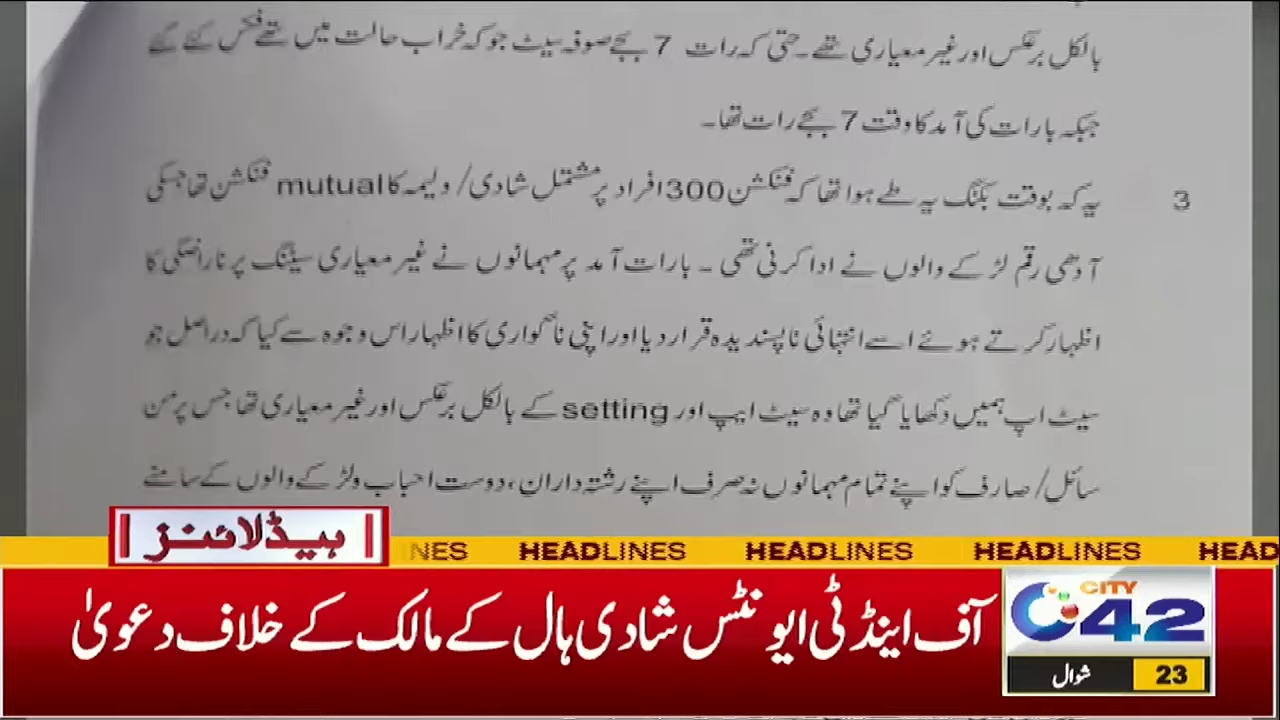 بالکل برعکس اور غیر معیاری تھے۔ حتیٰ کہ رات 7 بجے صوفہ سیٹ جو کہ خراب حالت میں تھے فکس کئے گئے
جبکہ بارات کی آمد کا وقت 7 بجے رات تھا۔
3 یہ کہ بوقت بکنگ یہ طے ہوا تھا کہ فنکشن 300 افراد پر مشتمل شادی/ ولیمہ کا mutual فنکشن تھا جسکی
آدھی رقم لڑکے والوں نے ادا کرنی تھی ۔ بارات آمد پر مہمانوں نے غیر معیاری سیٹنگ پر ناراضگی کا
اظہار کرتے ہوئے اسے انتہائی ناپسندیدہ قرار دیا اور اپنی ناگواری کا اظہار اس وجوہ سے کیا کہ دراصل جو
سیٹ اپ ہمیں دکھایا گیا تھا وہ سیٹ ایپ اور setting کے بالکل برعکس اور غیر معیاری تھا جس پر من
سائل/ صارف کو اپنے تمام مہمانوں نہ صرف اپنے رشتہ داران ، دوست احباب و لڑکے والوں کے سامنے
ہیڈلائنز
NES HEADLINES HEADLINES HEADLINES HEAD
آف اینڈ ٹی ایونٹس شادی ہال کے مالک کے خلاف دعویٰ
CITY 42
23 شوال